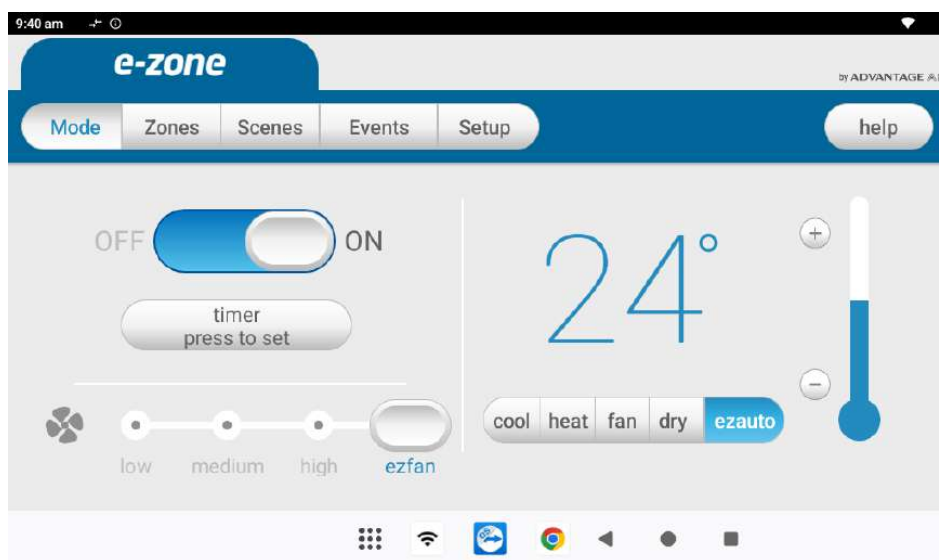 9:40 am
e-zone
by ADVANTAGE
Mode Zones Scenes Events Setup help
OFF ON
24°
timer
press to set
cool heat fan dry ezauto
low medium high ezfan